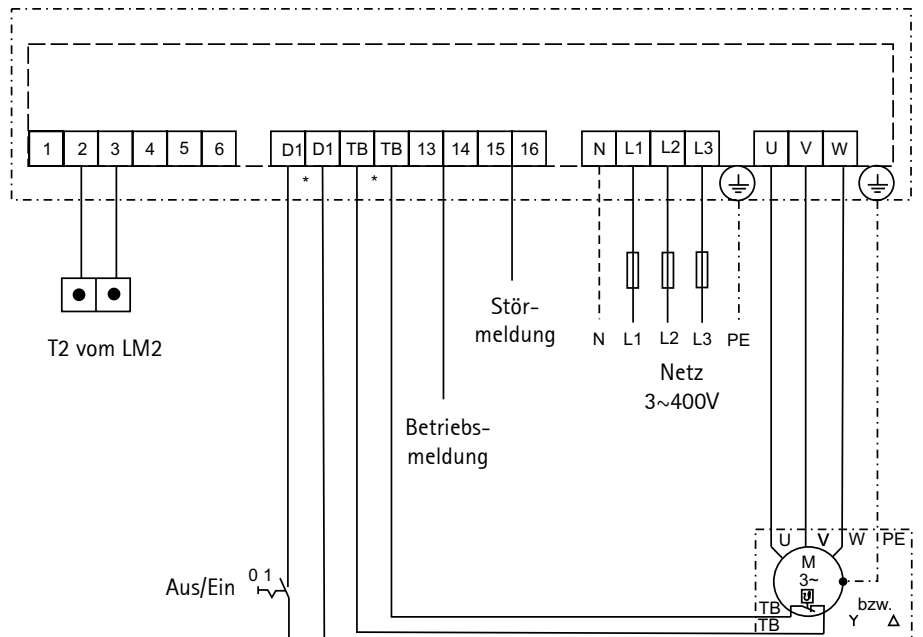 1 2 3 4 5 6 D1 D1 TB TB 13 14 15 16 N L1 L2 L3 U V W
* *
T2 vom LM2
Stör-
meldung
N L1 L2 L3 PE
Netz
3~400V
Betriebs-
meldung
Aus/Ein 0 1
U V W PE
M
3~
TB
TB
bzw.
Y Δ